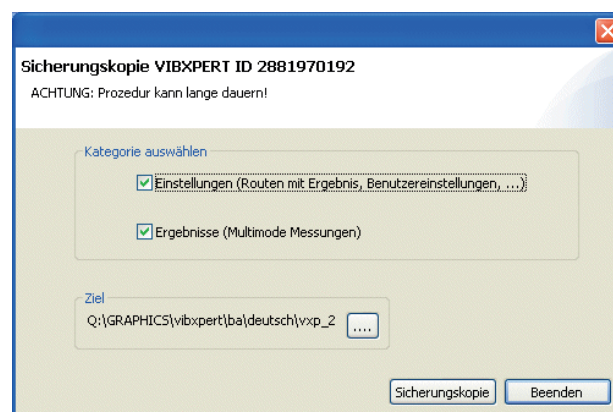 Sicherungskopie VIBXPERT ID 2881970192
ACHTUNG: Prozedur kann lange dauern!
Kategorie auswählen
Einstellungen (Routen mit Ergebnis, Benutzereinstellungen, ...)
Ergebnisse (Multimode Messungen)
Ziel
Q:\GRAPHICS\vibxpert\ba\deutsch\vxp_2 ....
Sicherungskopie Beenden